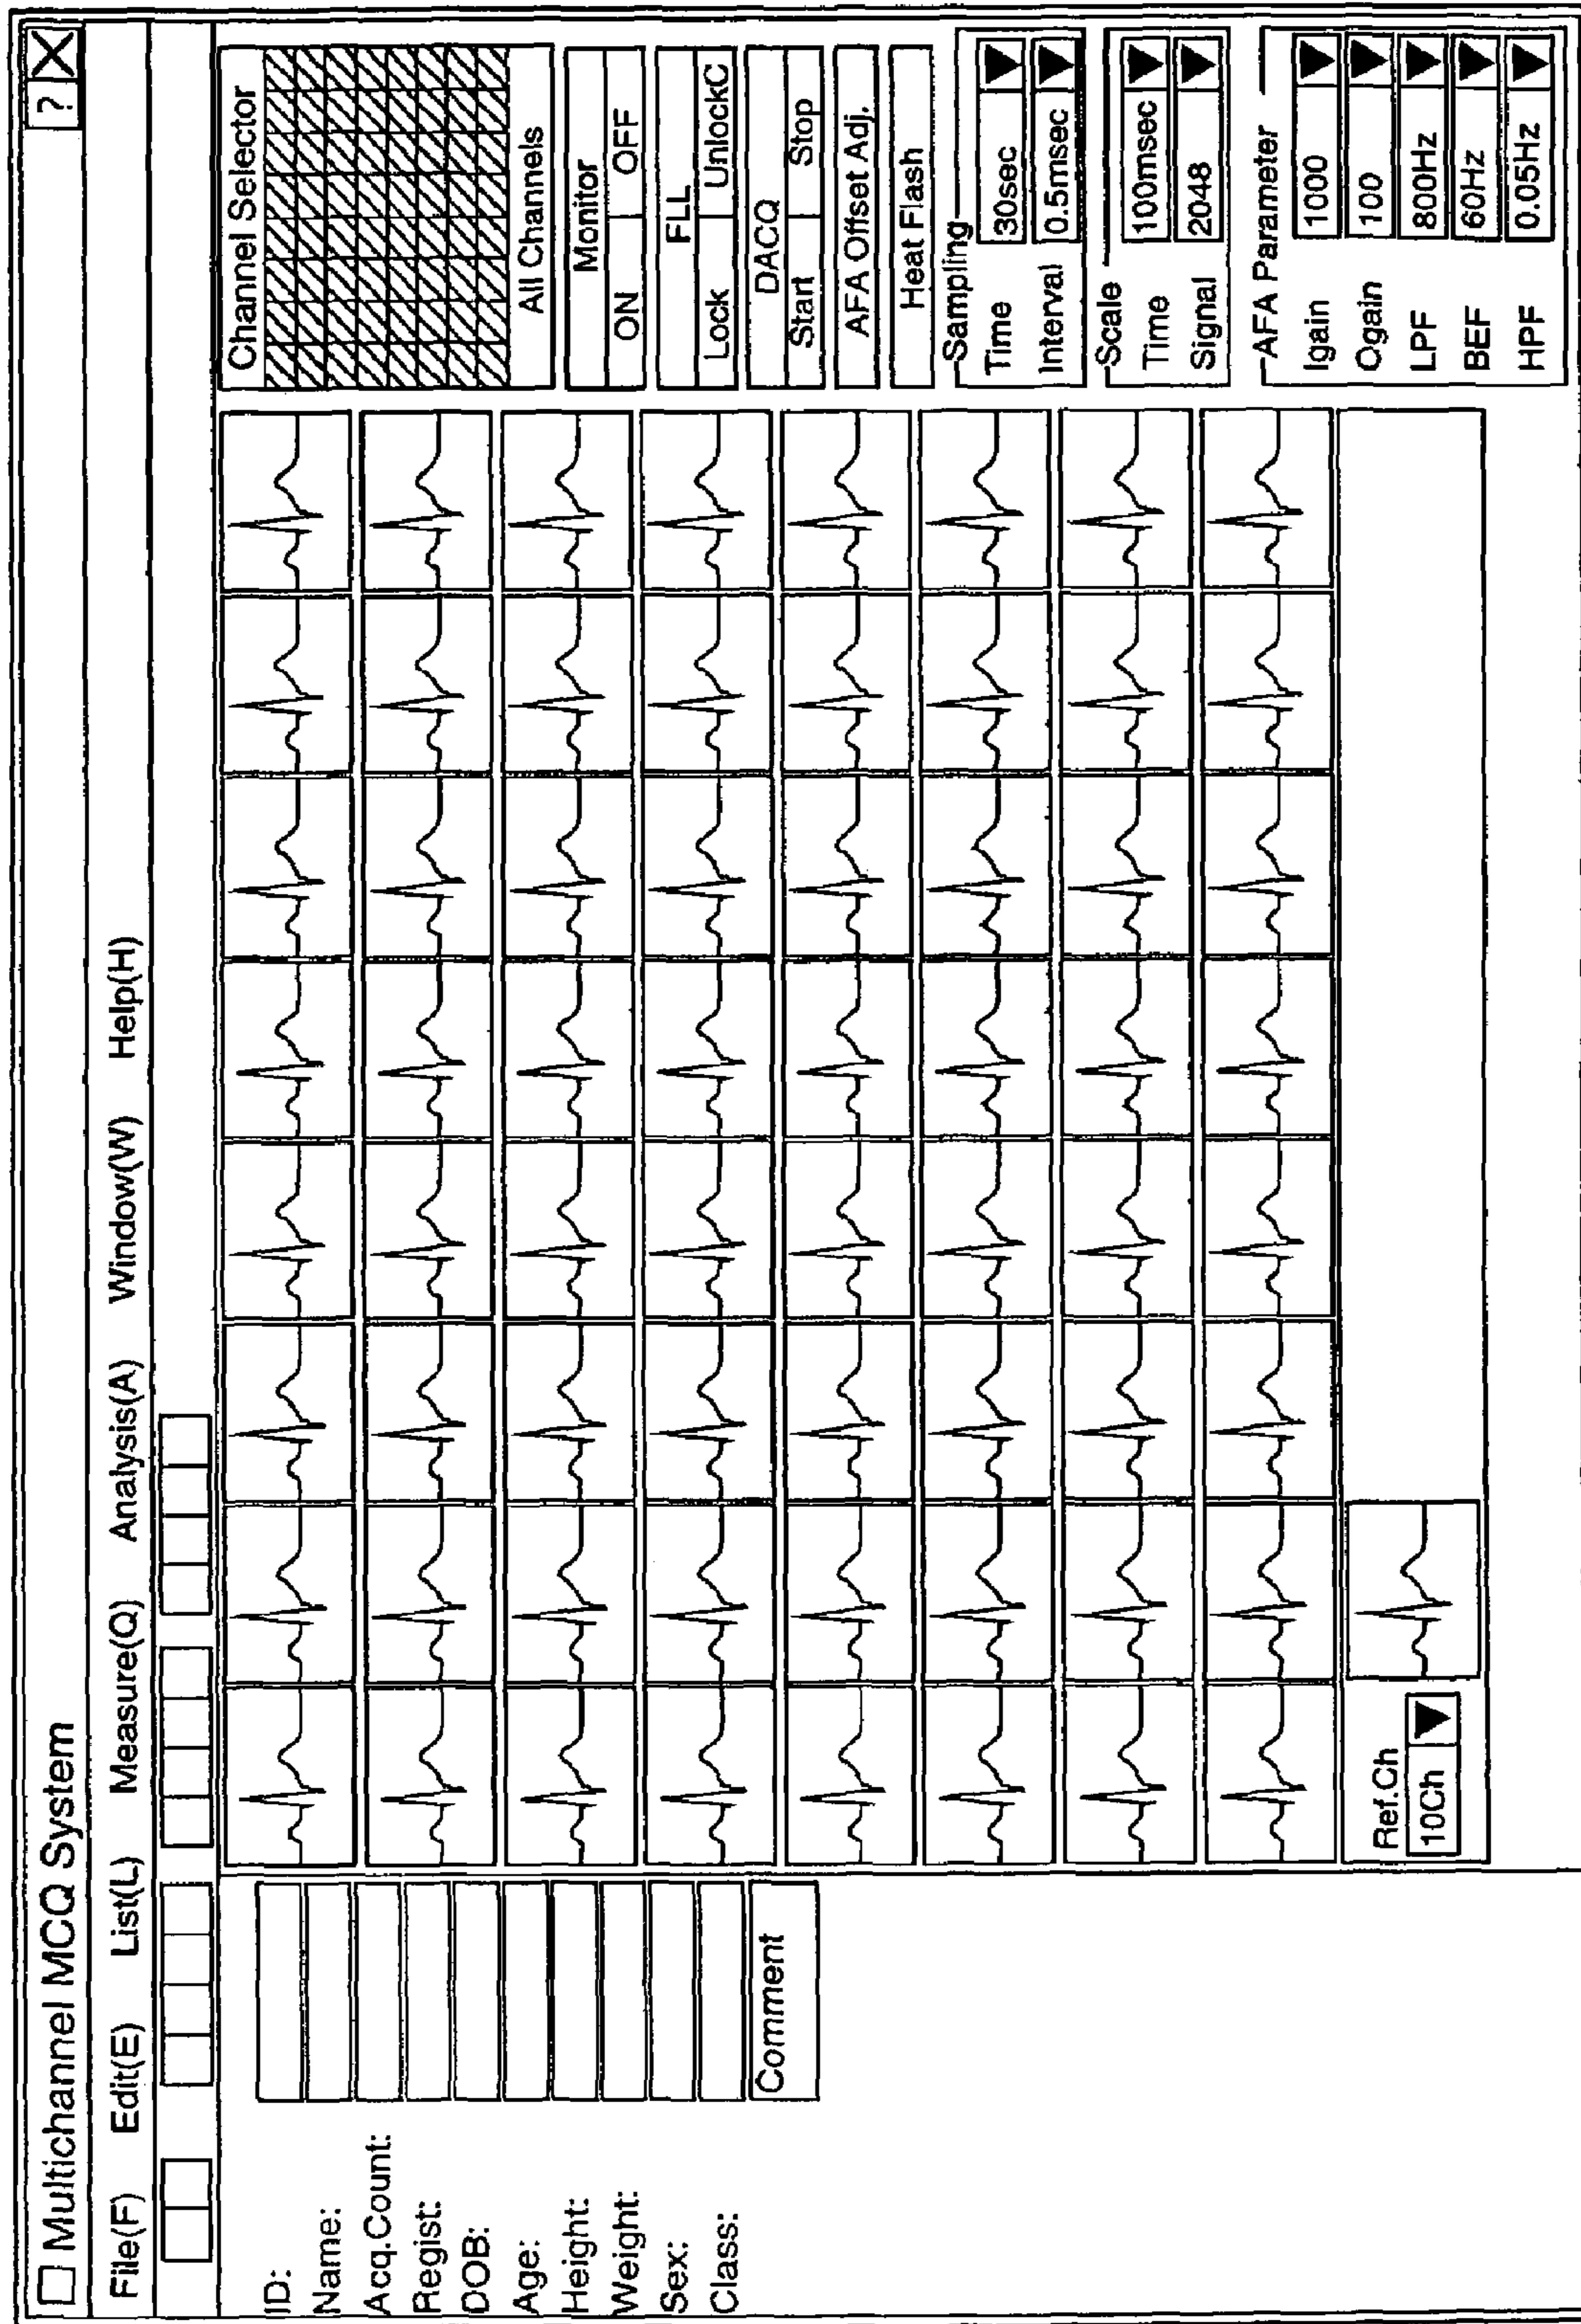 Multichannel MCQ System
?
File(F) Edit(E) List(L) Measure(Q) Analysis(A) Window(W) Help(H)
ID:
Name:
Acq.Count:
Regist:
DOB:
Age:
Height:
Weight:
Sex:
Class:
Comment
Ref.Ch
10Ch
Channel Selector
All Channels
Monitor
ON OFF
FLL
Lock UnlockC
DACQ
Start Stop
AFA Offset Adj.
Heat Flash
Sampling
Time 30sec
Interval 0.5msec
Scale
Time 100msec
Signal 2048
AFA Parameter
Igain 1000
Ogain 100
LPF 800Hz
BEF 60Hz
HPF 0.05Hz